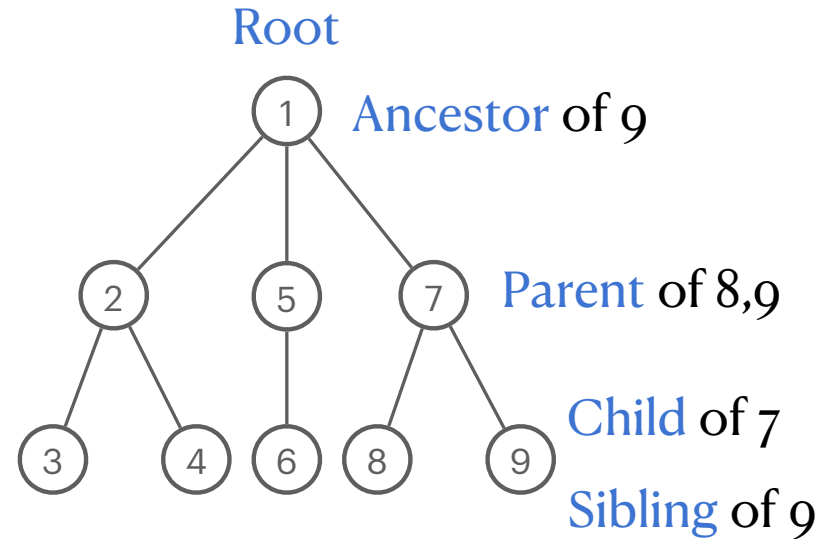 Root
1 Ancestor of 9
2 5 7 Parent of 8,9
Child of 7
3 4 6 8 9
Sibling of 9